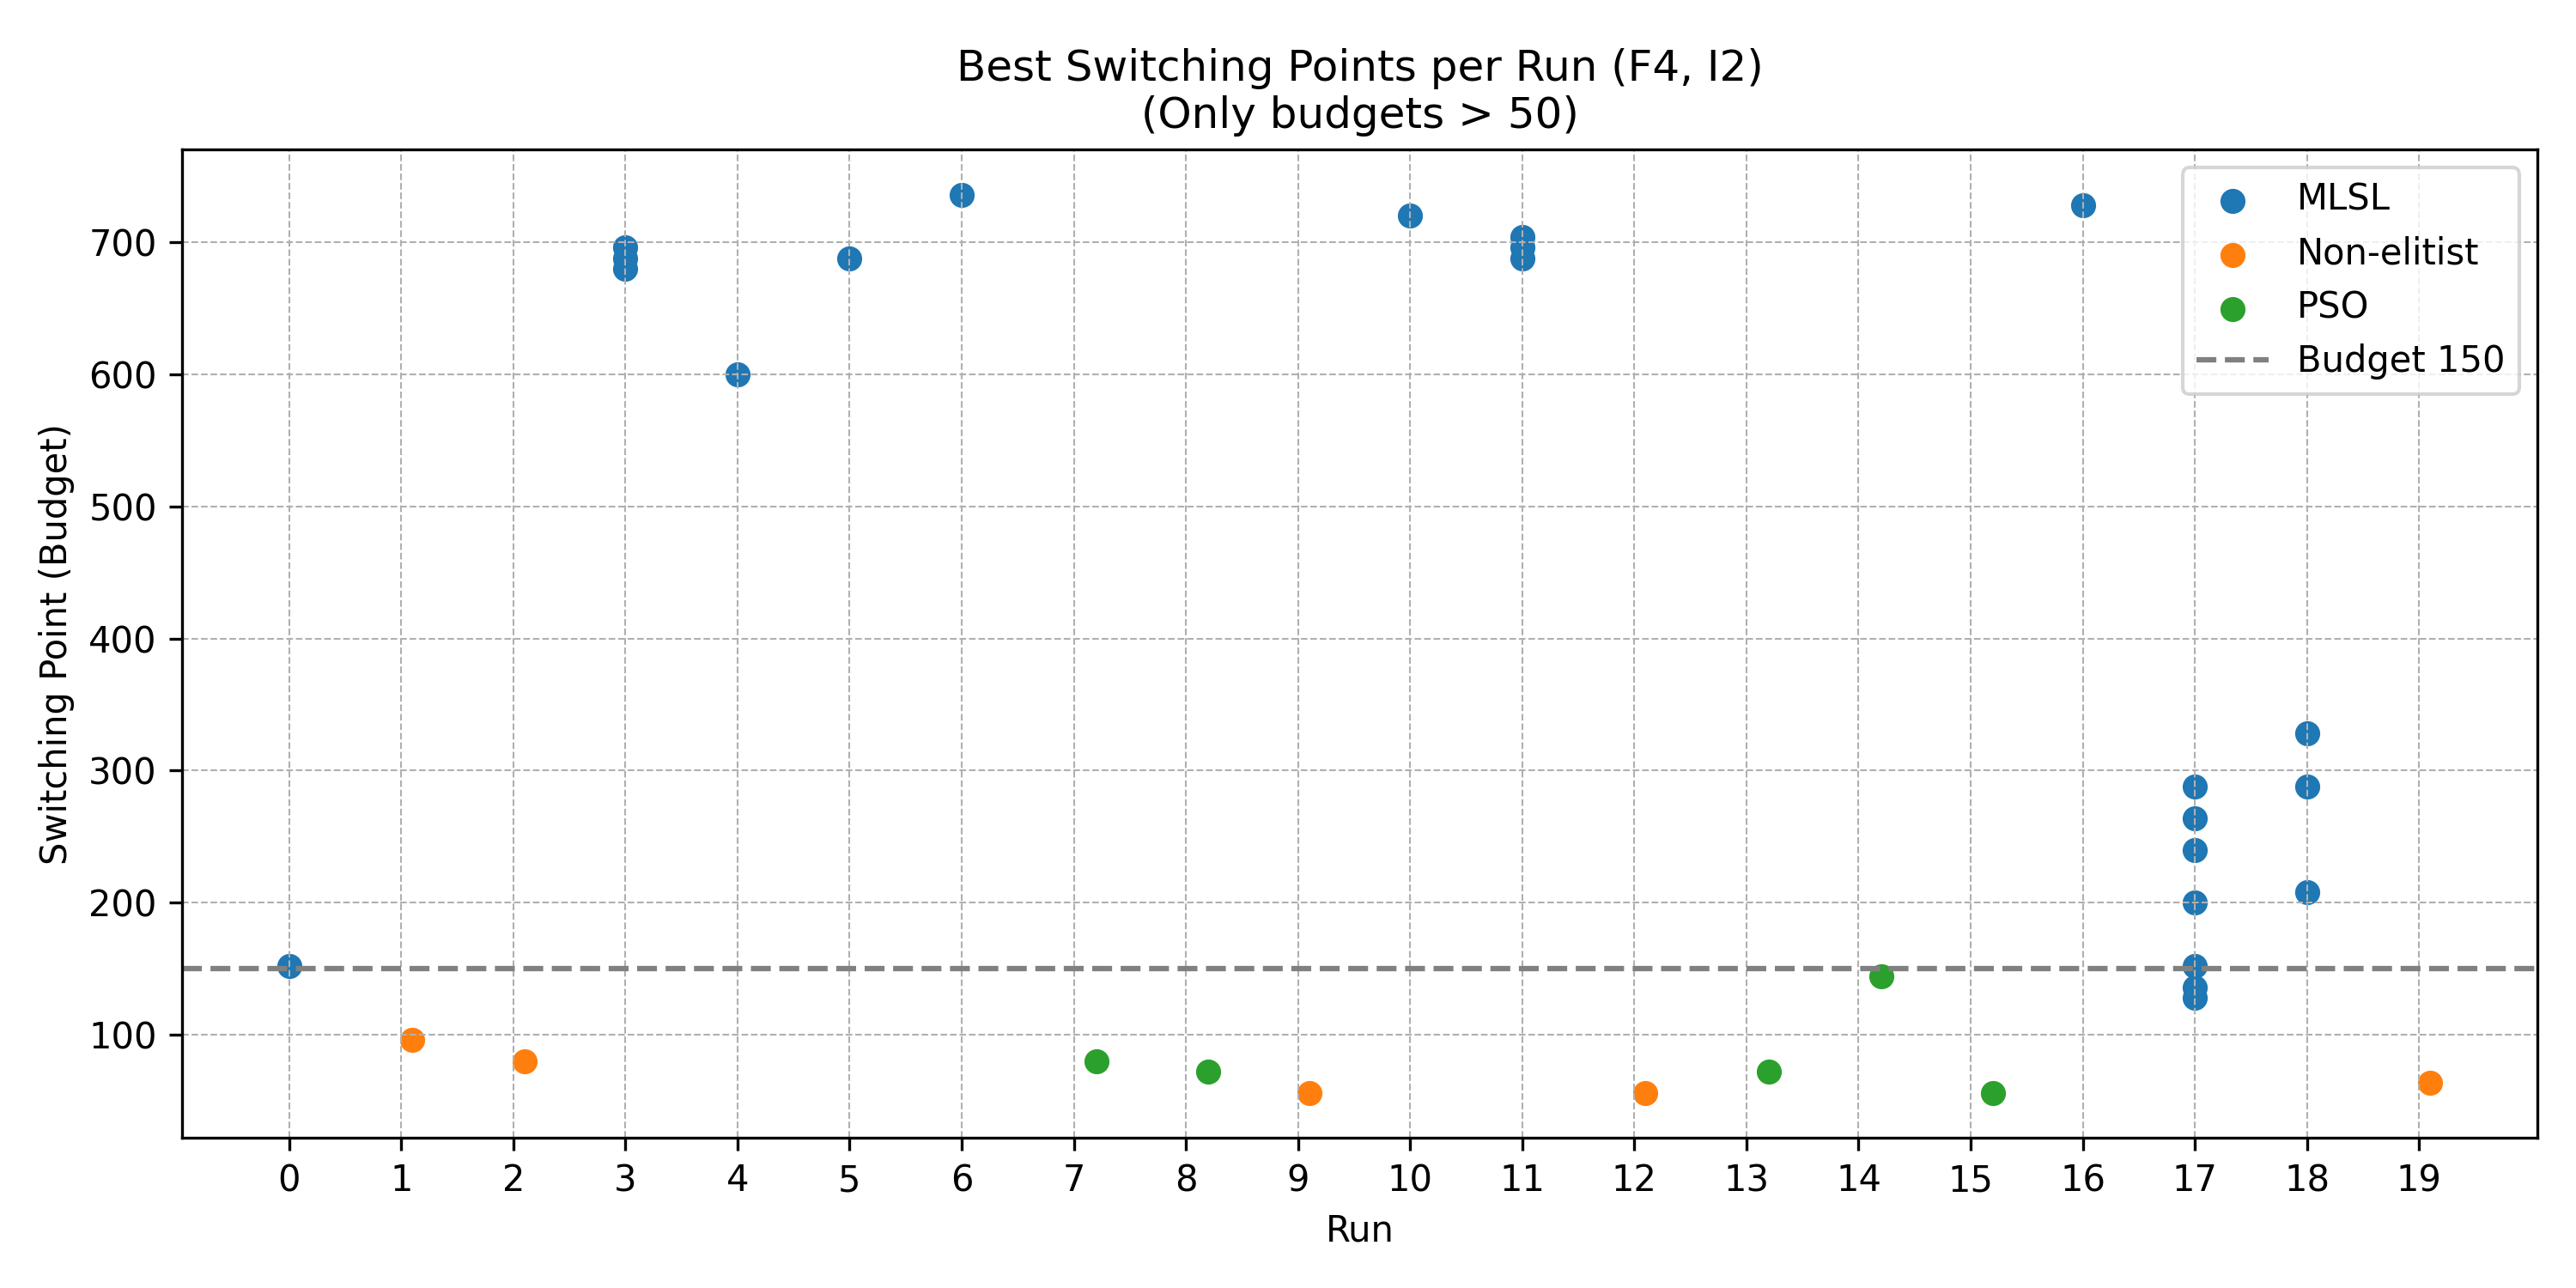 Best Switching Points per Run (F4, I2)
(Only budgets > 50)
MLSL
Non-elitist
PSO
Budget 150
Switching Point (Budget)
700
600
500
400
300
200
100
0 1 2 3 4 5 6 7 8 9 10 11 12 13 14 15 16 17 18 19
Run